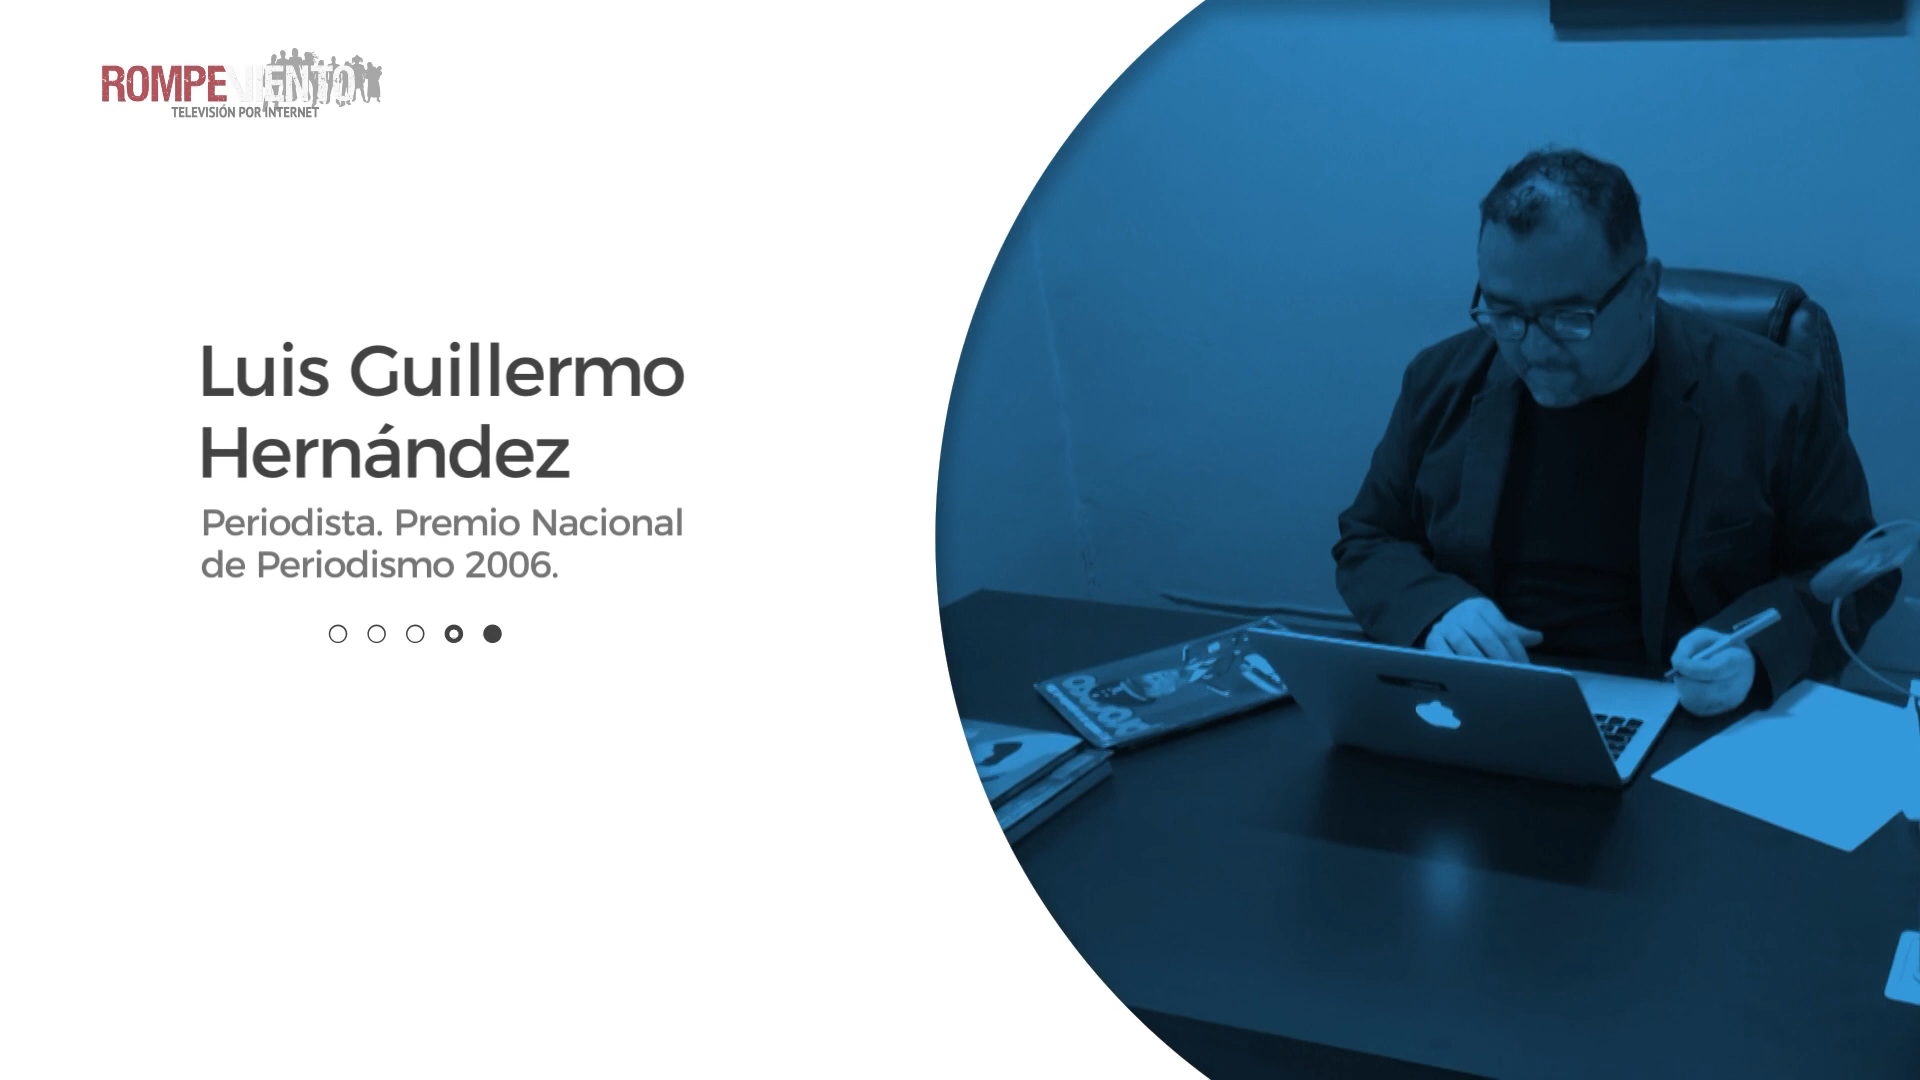 ROMPEVIENTO
TELEVISIÓN POR INTERNET
Luis Guillermo
Hernández
Periodista. Premio Nacional
de Periodismo 2006.